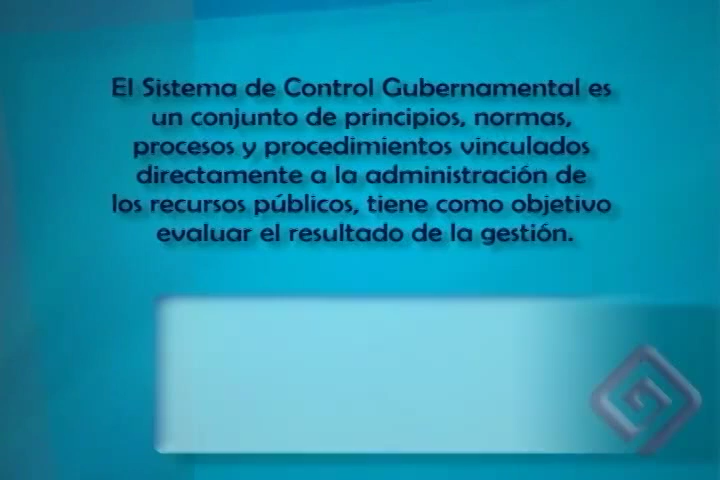 El Sistema de Control Gubernamental es
un conjunto de principios, normas,
procesos y procedimientos vinculados
directamente a la administración de
los recursos públicos, tiene como objetivo
evaluar el resultado de la gestión.